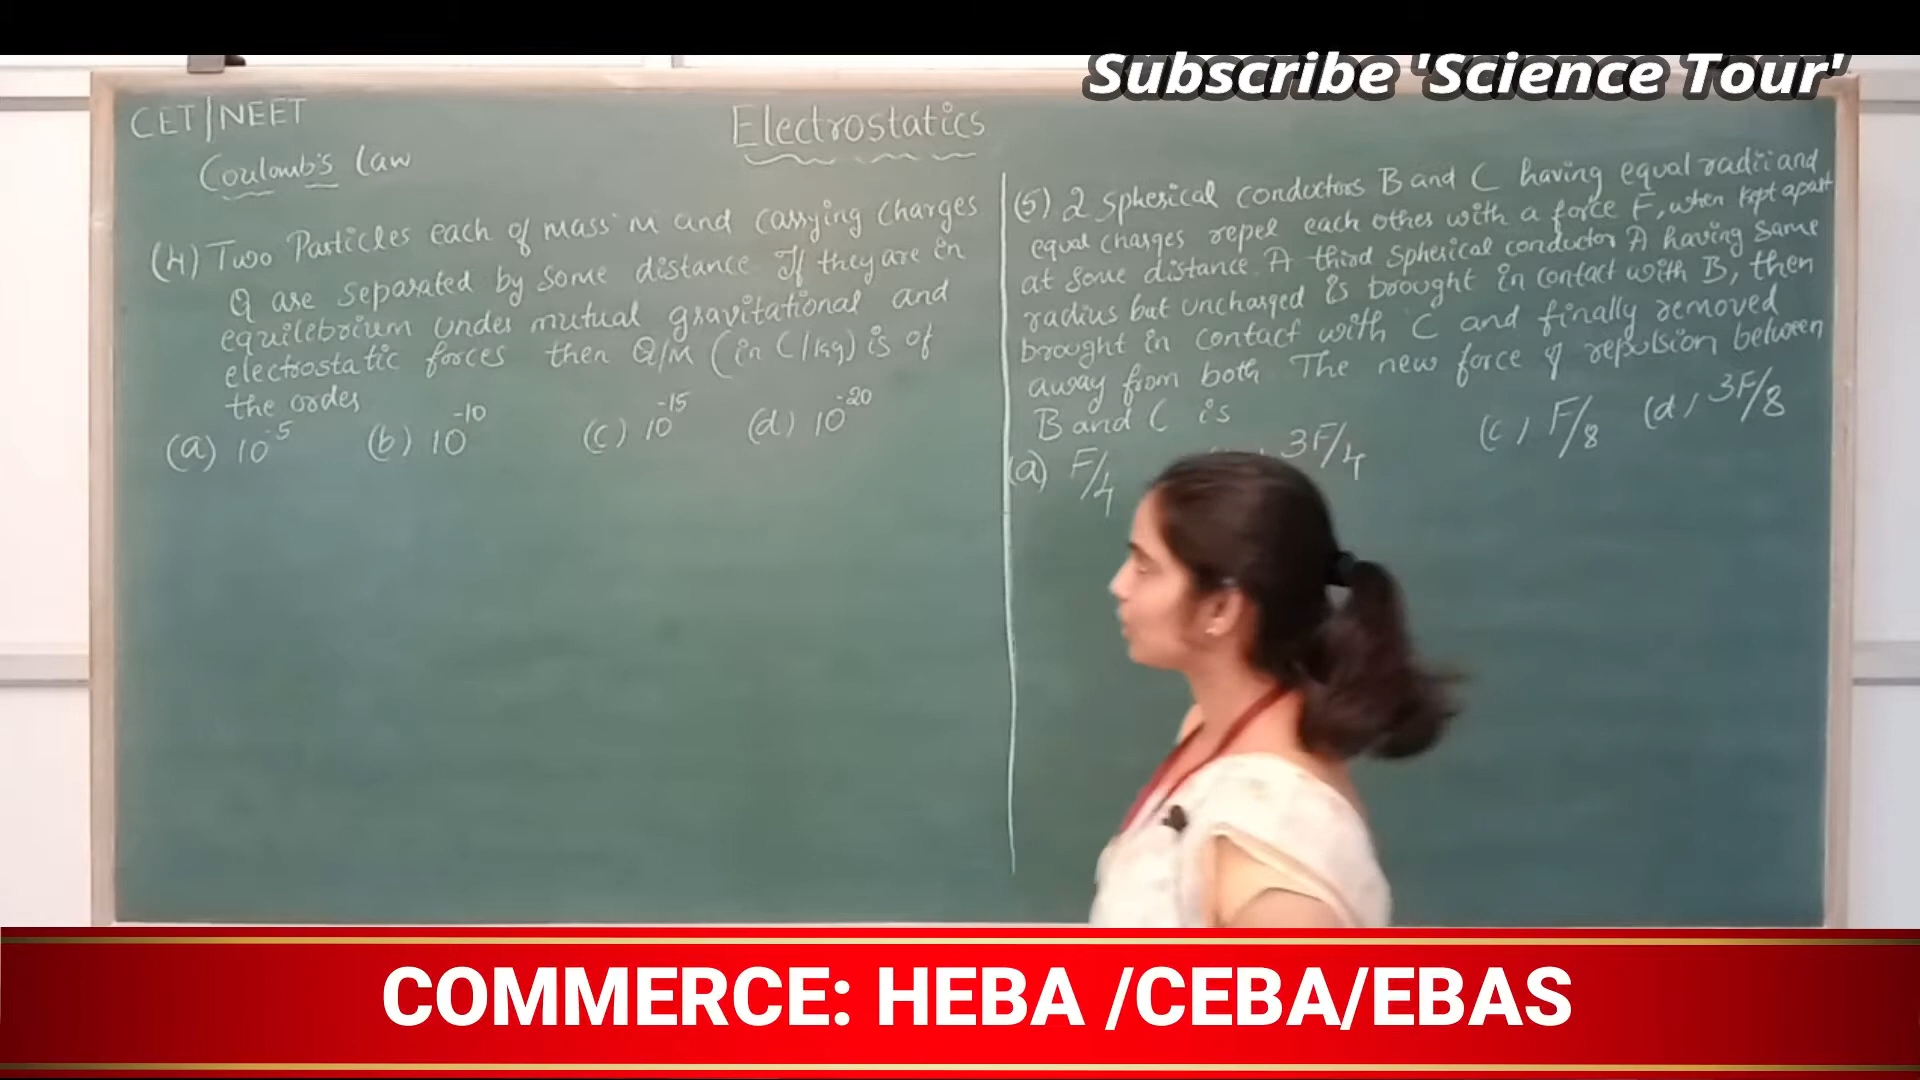 Subscribe 'Science Tour'
CET/NEET
Electrostatics
Coulomb's Law
(4) Two Particles each of mass M and carrying charges
Q are separated by some distance. If they are in
equilebrium under mutual gravitational and
electrostatic forces then Q/M (in C/kg) is of
the order
(a) 10^-5 (b) 10^-10 (c) 10^-15 (d) 10^-20
(5) 2 Spherical conductors B and C having equal radii and
equal charges repel each other with a force F, when kept apart
at some distance. A third spherical conductor A having same
radius but uncharged is brought in contact with B, then
brought in contact with C and finally removed
away from both The new force of repulsion between
B and C is
(a) F/4 3F/4 (c) F/8 (d) 3F/8
COMMERCE: HEBA /CEBA/EBAS